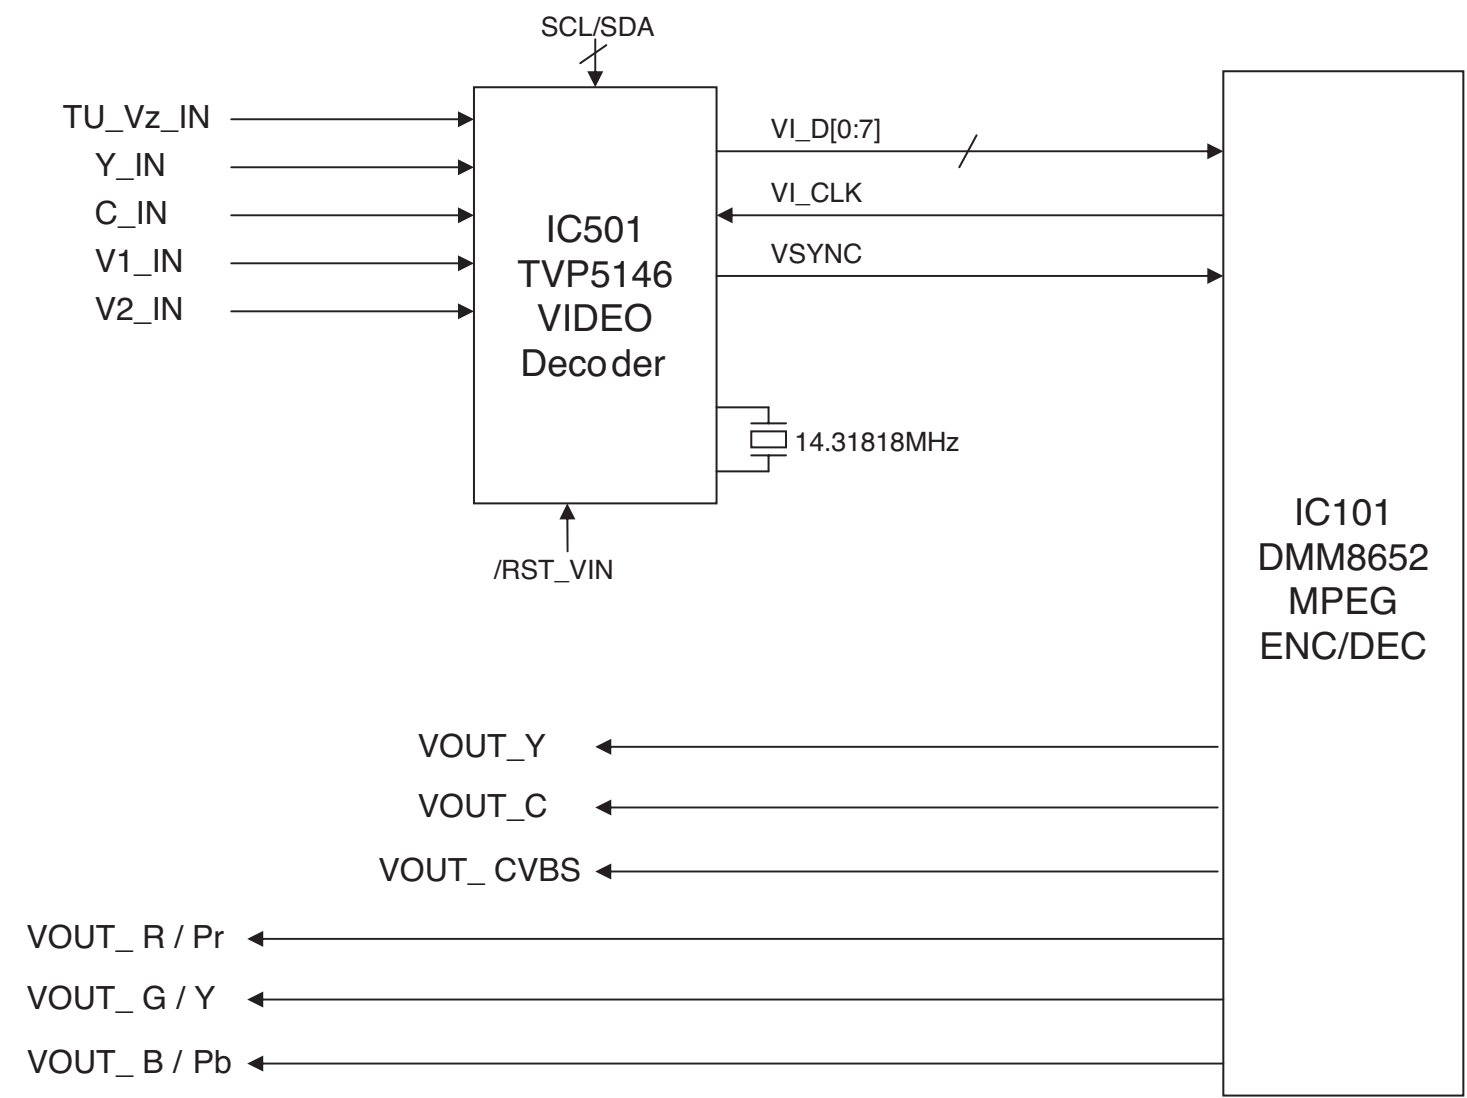 SCL/SDA
TU_Vz_IN
Y_IN
C_IN
V1_IN
V2_IN
IC501
TVP5146
VIDEO
Decoder
VI_D[0:7]
VI_CLK
VSYNC
14.31818MHz
/RST_VIN
IC101
DMM8652
MPEG
ENC/DEC
VOUT_Y
VOUT_C
VOUT_ CVBS
VOUT_ R / Pr
VOUT_ G / Y
VOUT_ B / Pb